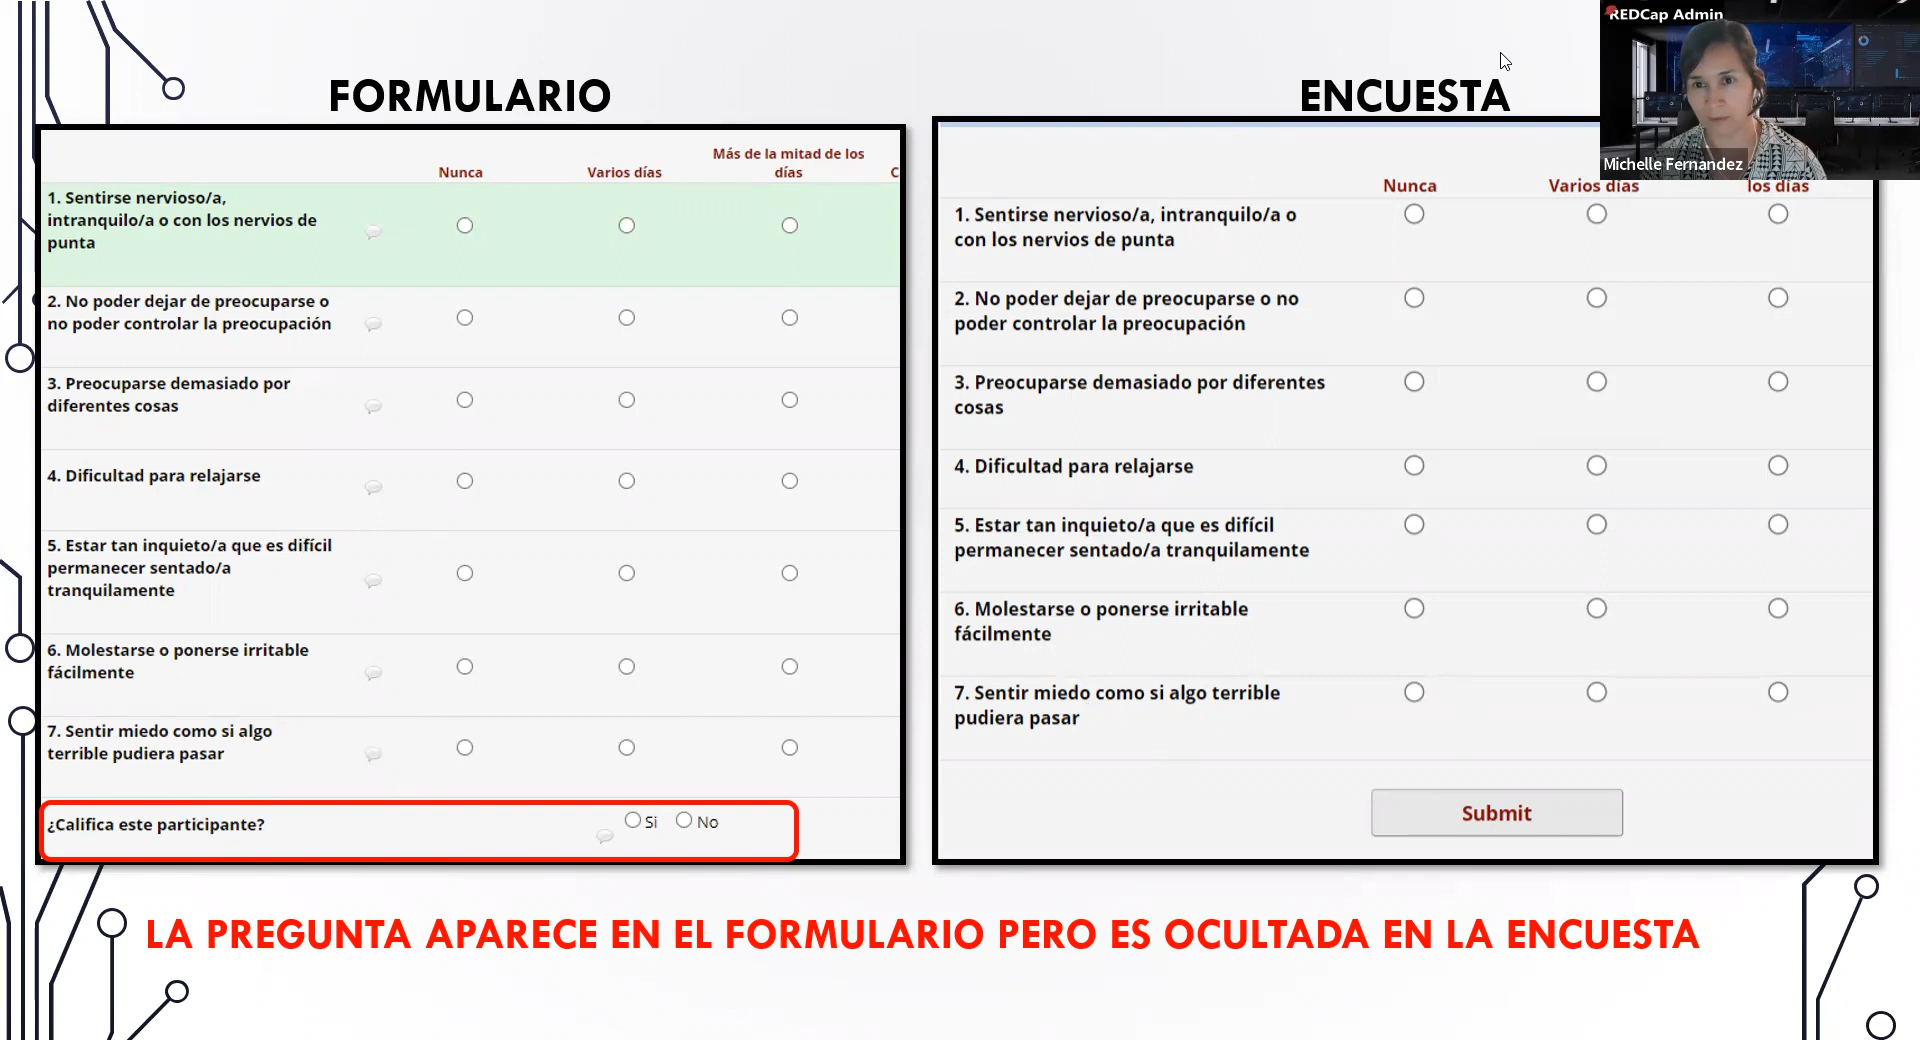 FORMULARIO
ENCUESTA
REDCap Admin
Michelle Fernandez
Nunca
Varios días
Más de la mitad de los
días
C
1. Sentirse nervioso/a,
intranquilo/a o con los nervios de
punta
2. No poder dejar de preocuparse o
no poder controlar la preocupación
3. Preocuparse demasiado por
diferentes cosas
4. Dificultad para relajarse
5. Estar tan inquieto/a que es difícil
permanecer sentado/a
tranquilamente
6. Molestarse o ponerse irritable
fácilmente
7. Sentir miedo como si algo
terrible pudiera pasar
¿Califica este participante?
Si
No
Nunca
Varios días
los días
1. Sentirse nervioso/a, intranquilo/a o
con los nervios de punta
2. No poder dejar de preocuparse o no
poder controlar la preocupación
3. Preocuparse demasiado por diferentes
cosas
4. Dificultad para relajarse
5. Estar tan inquieto/a que es difícil
permanecer sentado/a tranquilamente
6. Molestarse o ponerse irritable
fácilmente
7. Sentir miedo como si algo terrible
pudiera pasar
Submit
LA PREGUNTA APARECE EN EL FORMULARIO PERO ES OCULTADA EN LA ENCUESTA